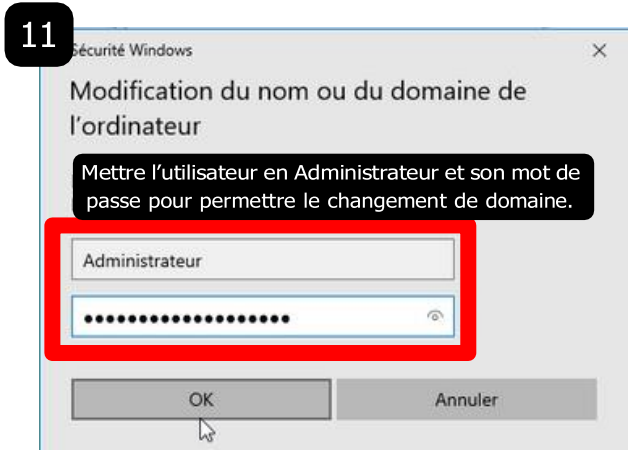 11
Sécurité Windows
Modification du nom ou du domaine de
l'ordinateur
Mettre l'utilisateur en Administrateur et son mot de
passe pour permettre le changement de domaine.
Administrateur
•••••••••••••••••••
OK
Annuler